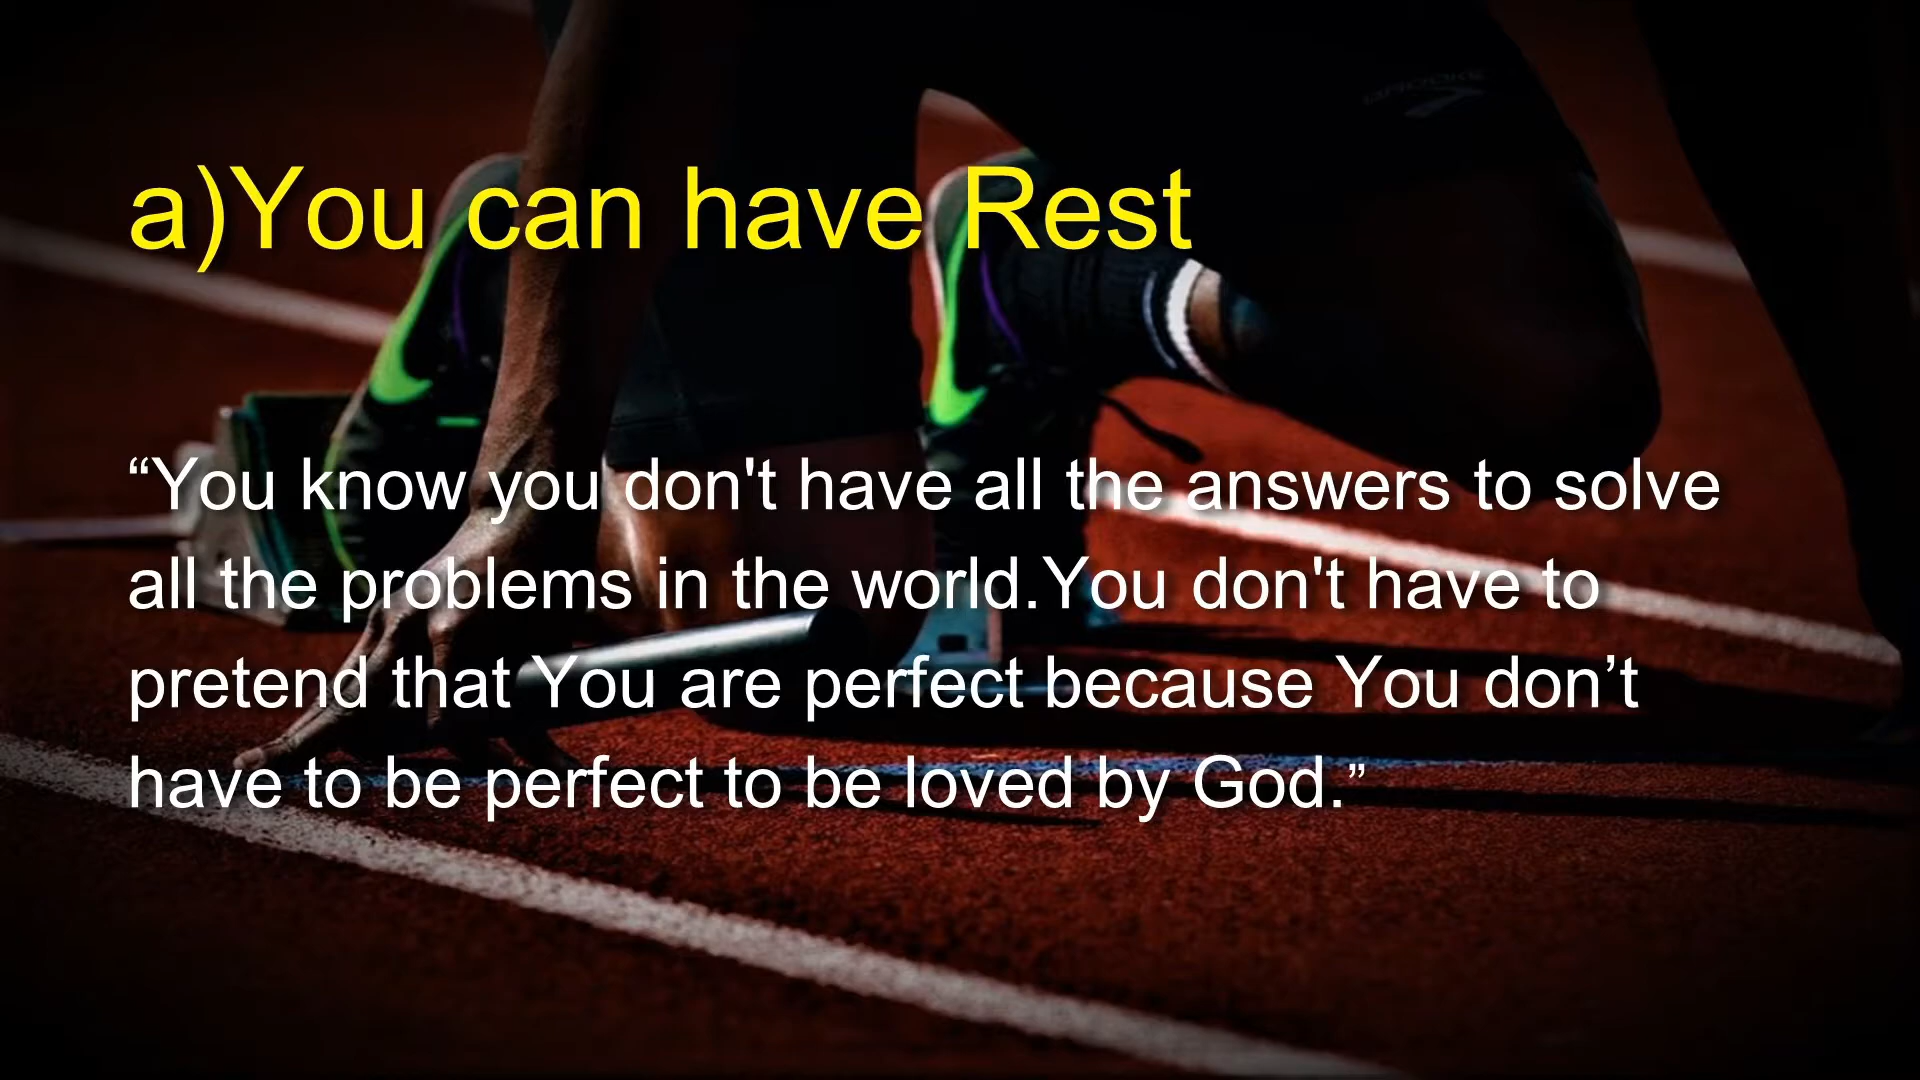 a)You can have Rest
“You know you don't have all the answers to solve
all the problems in the world.You don't have to
pretend that You are perfect because You don’t
have to be perfect to be loved by God.”